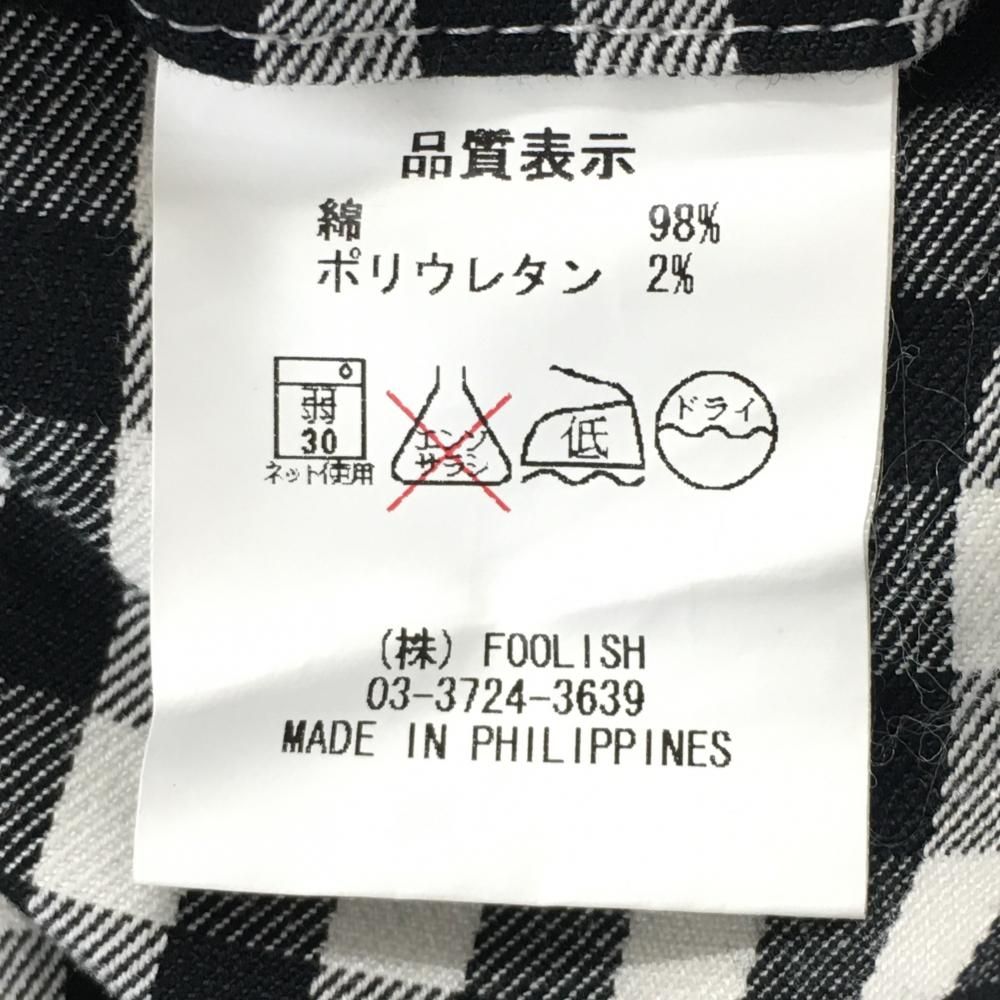 品質表示
綿 98%
ポリウレタン 2%
弱
30
ネット使用
エンソ
サラシ
低
ドライ
(株) FOOLISH
03-3724-3639
MADE IN PHILIPPINES